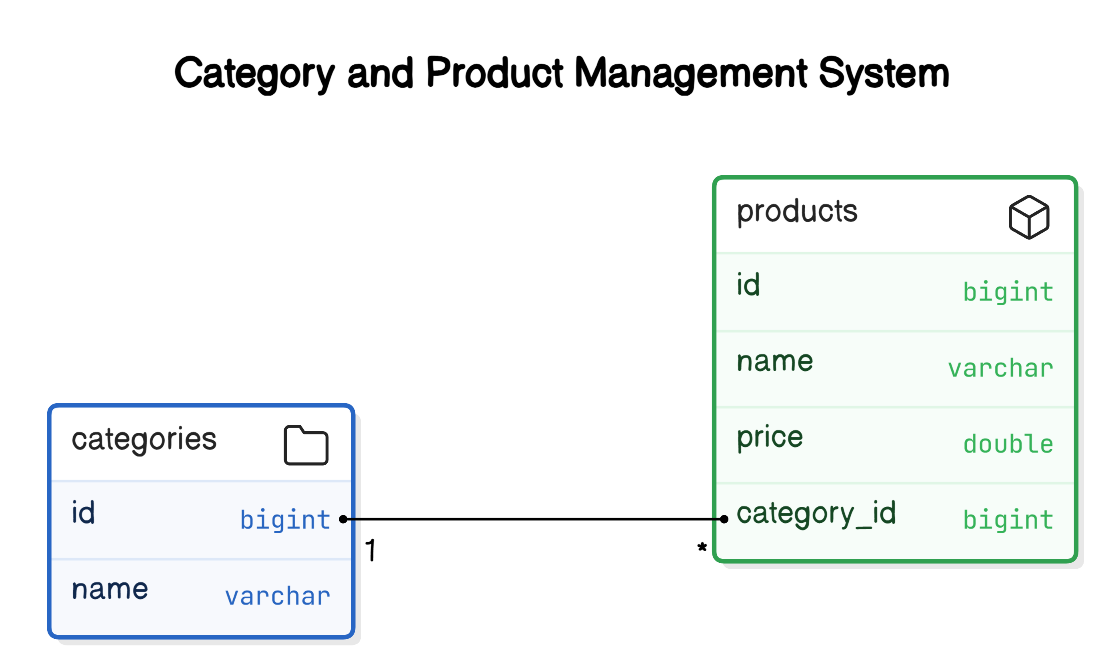 Category and Product Management System
products
id bigint
name varchar
price double
category_id bigint
categories
id bigint
name varchar
1
*